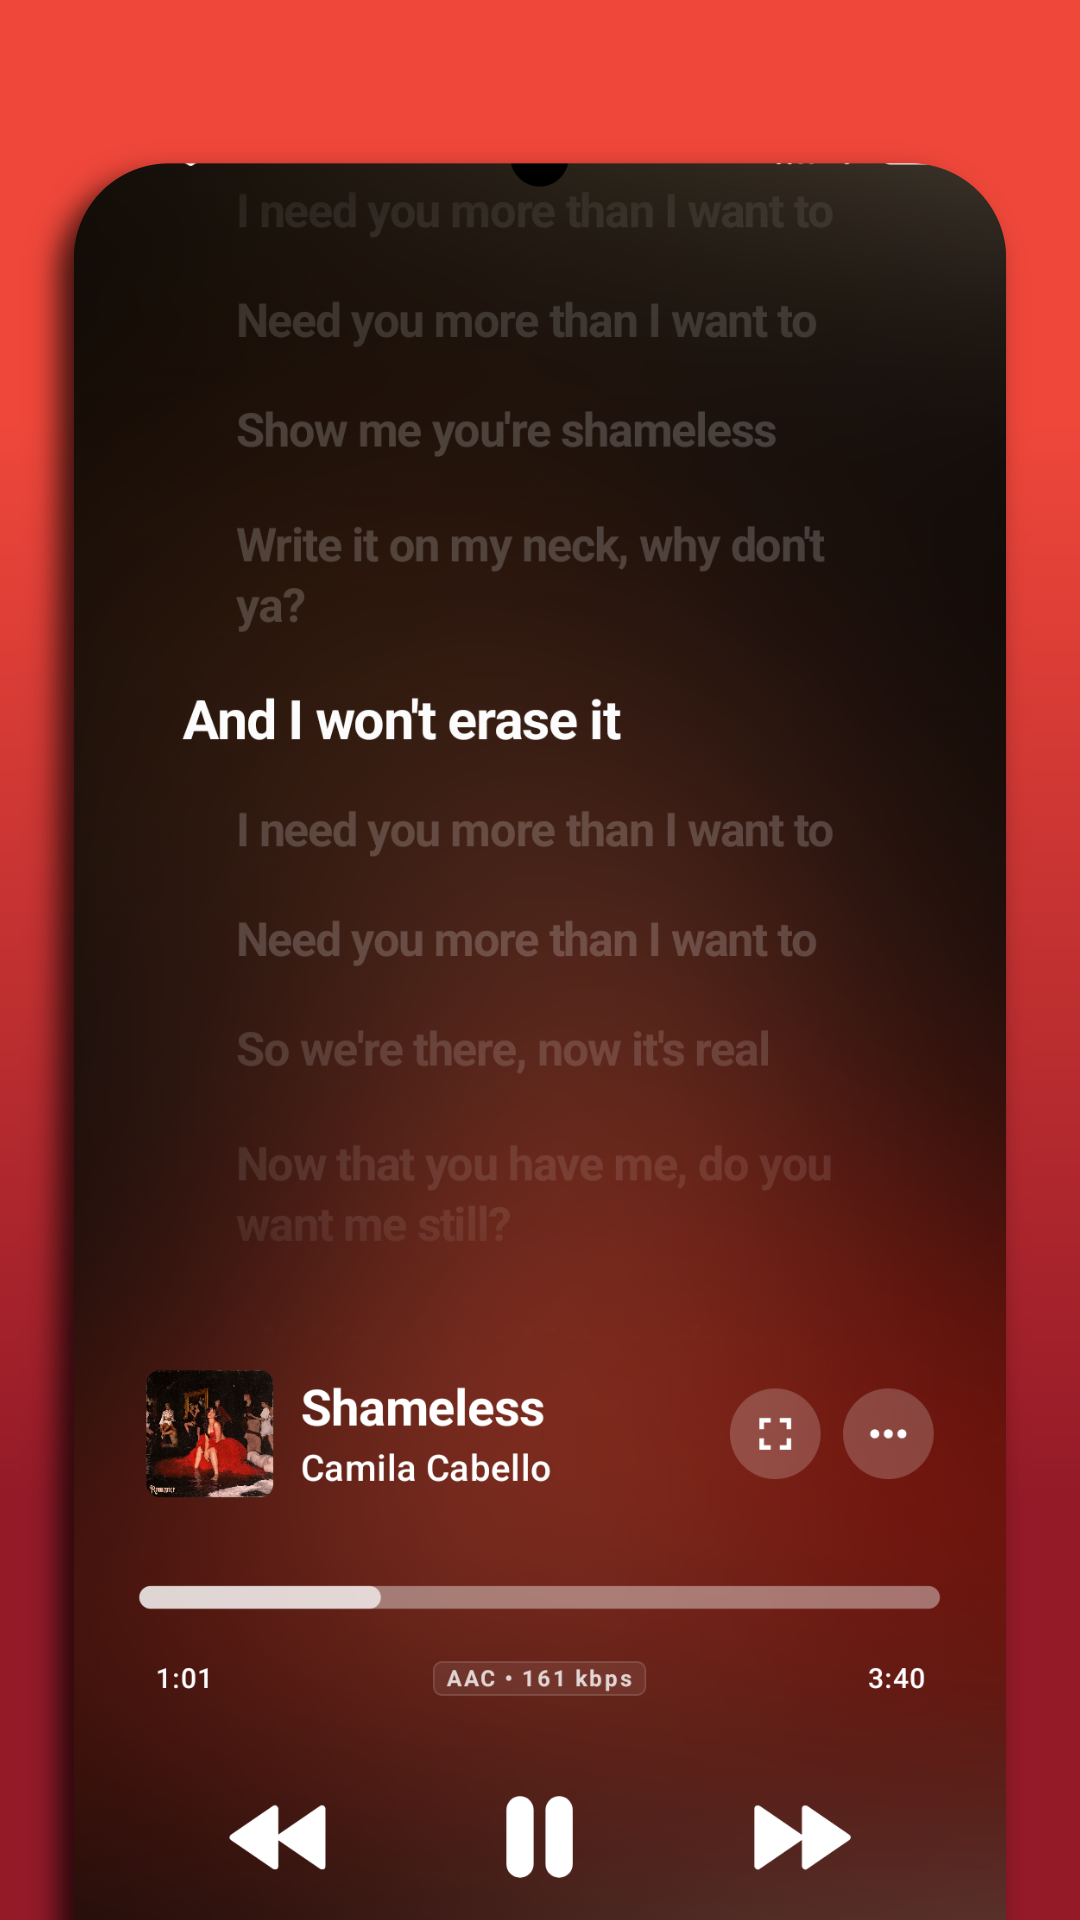 I need you more than I want to
Need you more than I want to
Show me you're shameless
Write it on my neck, why don't
ya?
And I won't erase it
I need you more than I want to
Need you more than I want to
So we're there, now it's real
Now that you have me, do you
want me still?
Shameless
Camila Cabello
1:01
AAC • 161 kbps
3:40